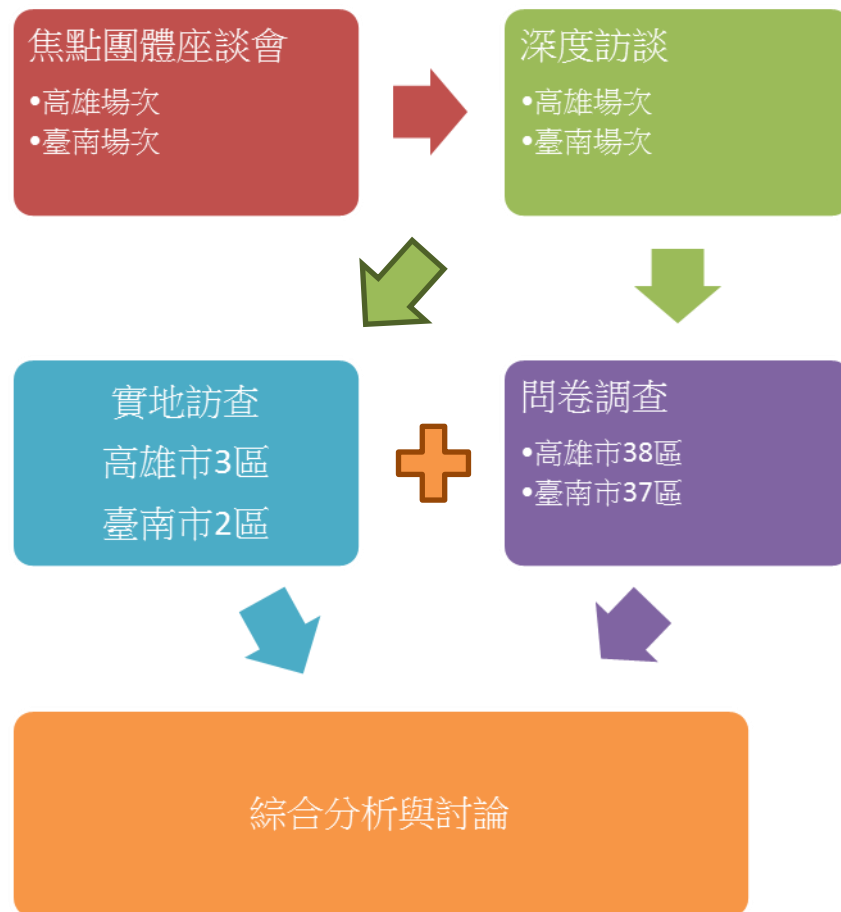 焦點團體座談會
•高雄場次
•臺南場次
深度訪談
•高雄場次
•臺南場次
實地訪查
高雄市3區
臺南市2區
問卷調查
•高雄市38區
•臺南市37區
綜合分析與討論